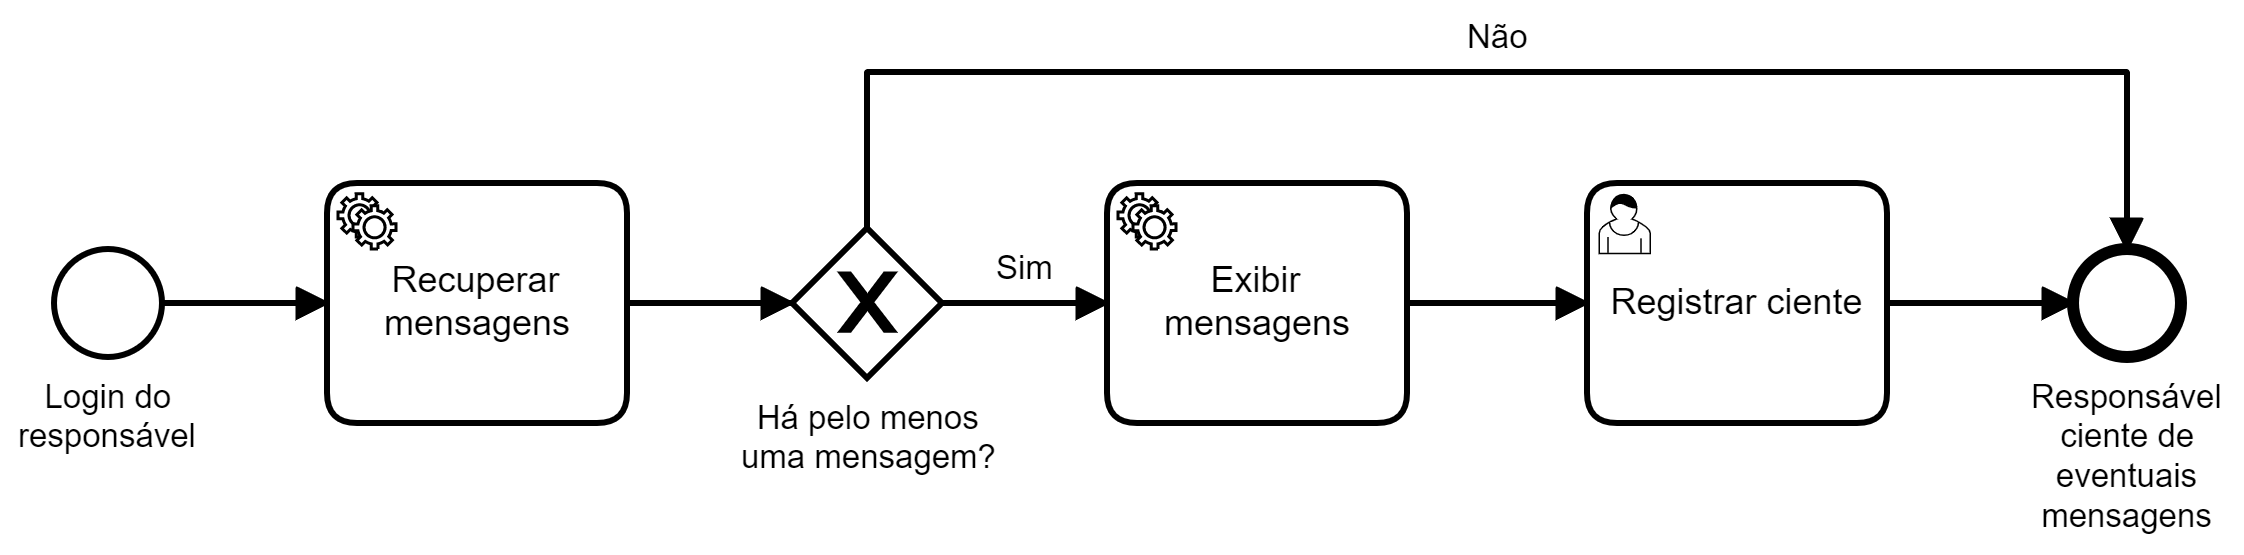 Não
Login do
responsável
Recuperar
mensagens
Há pelo menos
uma mensagem?
Sim
Exibir
mensagens
Registrar ciente
Responsável
ciente de
eventuais
mensagens